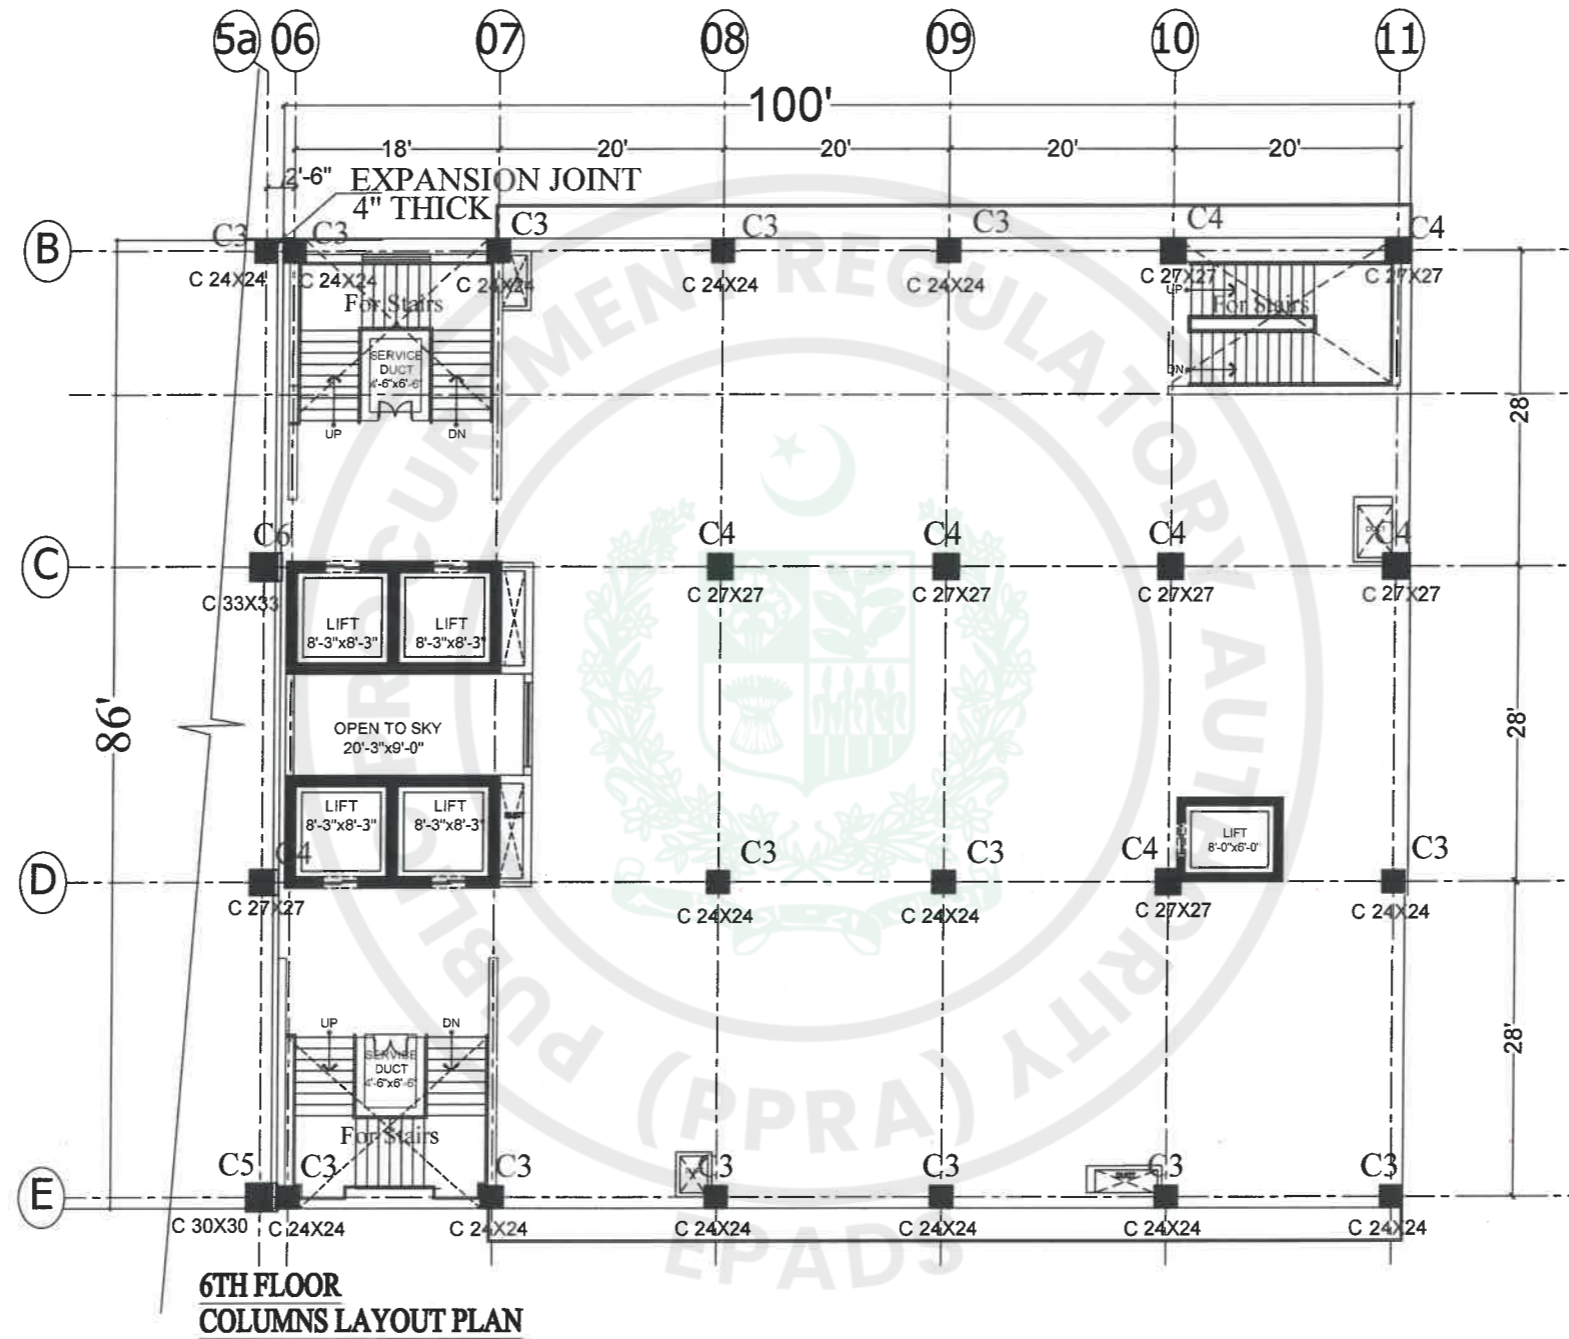 5a 06 07 08 09 10 11
100'
18' 20' 20' 20' 20'
2'-6" EXPANSION JOINT
4" THICK
B C3 C3 C3 C3 C3 C4 C4
C 24X24 C 24X24 C 24X24 C 24X24 C 24X24 C 27X27 C 27X27
For Stairs
UP For Stairs
DN
SERVICE
DUCT
4'-6"x6'-6"
UP DN
28'
C C6 C4 C4 C4 C4
C 33X33 C 27X27 C 27X27 C 27X27 C 27X27
LIFT
8'-3"x8'-3"
LIFT
8'-3"x8'-3"
86'
OPEN TO SKY
20'-3"x9'-0"
28'
LIFT
8'-3"x8'-3"
LIFT
8'-3"x8'-3"
LIFT
8'-0"x6'-0"
D C4 C3 C3 C4 C3
C 27X27 C 24X24 C 24X24 C 27X27 C 24X24
UP DN
SERVICE
DUCT
4'-6"x6'-6"
28'
For Stairs
E C5 C3 C3 C3 C3 C3 C3
C 30X30 C 24X24 C 24X24 C 24X24 C 24X24 C 24X24 C 24X24
6TH FLOOR
COLUMNS LAYOUT PLAN
PUBLIC PROCUREMENT REGULATORY AUTHORITY
(PPRA)
EPADS